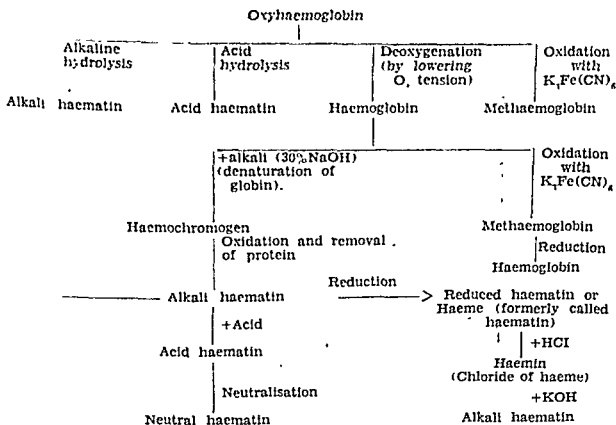 Oxyhaemoglobin
Alkaline
hydrolysis
Acid
hydrolysis
Deoxygenation
(by lowering
O, tension)
Oxidation
with
K,Fe(CN)₆
Alkali haematin
Acid haematin
Haemoglobin
Methaemoglobin
+alkali (30% NaOH)
(denaturation of
globin).
Oxidation
with
K,Fe(CN)₆
Haemochromogen
Methaemoglobin
Oxidation and removal
of protein
Reduction
Haemoglobin
Alkali haematin
Reduction
Reduced haematin or
Haeme (formerly called
haematin)
+Acid
+HCl
Acid haematin
Haemin
(Chloride of haeme)
Neutralisation
+KOH
Neutral haematin
Alkali haematin